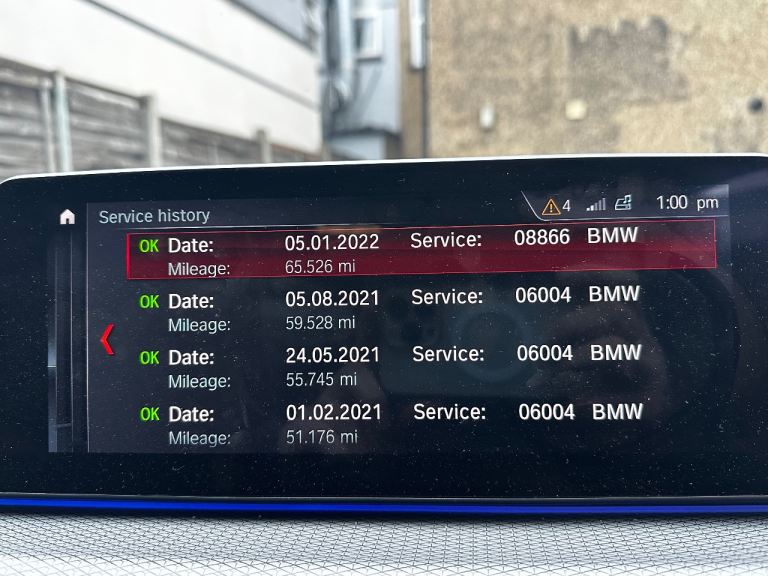 Service history 4 1:00 pm
OK Date: 05.01.2022 Service: 08866 BMW
Mileage: 65.526 mi
OK Date: 05.08.2021 Service: 06004 BMW
Mileage: 59.528 mi
OK Date: 24.05.2021 Service: 06004 BMW
Mileage: 55.745 mi
OK Date: 01.02.2021 Service: 06004 BMW
Mileage: 51.176 mi